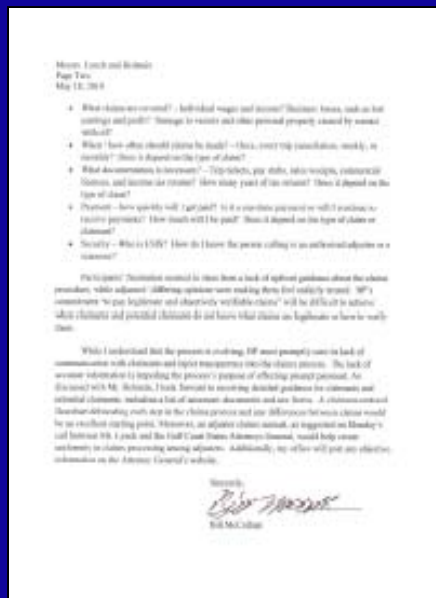 Messrs. Lynch and
Page Two
May 18, 2010
• What claims are covered? – Individual wages and income? Business losses, such as lost
earnings and profit? Damage to vessels and other personal property caused by contact
with oil?
• When / how often should claims be made? – Once, every trip cancellation, weekly, or
monthly? Does it depend on the type of claim?
• What documentation is necessary? – Trip tickets, pay stubs, sales receipts, commercial
licenses, and income tax returns? How many years of tax returns? Does it depend on the
type of claim?
• Payment – how quickly will I get paid? Is it a one-time payment or will I continue to
receive payments? How much will I be paid? Does it depend on the type of claim or
claimant?
• Security – Who is ESIS? How do I know the person calling is an authorized adjuster or a
scammer?
Participants' frustration seemed to stem from a lack of upfront guidance about the claims
procedure, while adjusters' differing opinions were making them feel unfairly treated. BP's
commitment "to pay legitimate and objectively verifiable claims" will be difficult to achieve
when claimants and potential claimants do not know what claims are legitimate or how to verify
them.
While I understand that the process is evolving, BP must promptly cure its lack of
communication with claimants and inject transparency into the claims process. The lack of
accurate information is impeding the process's purpose of effecting prompt payment. As
discussed with Mr. I look forward to receiving detailed guidance for claimants and
potential claimants, including a list of necessary documents and any forms. A claims protocol
flowchart delineating each step in the claims process and any differences between claims would
be an excellent starting point. Moreover, an adjuster claims manual, as suggested on Monday's
call between Mr. Lynch and the Gulf Coast States Attorneys General, would help ensure
uniformity in claims processing among adjusters. Additionally, my office will post any objective
information on the Attorney General's website.
Sincerely,
Bill McCollum